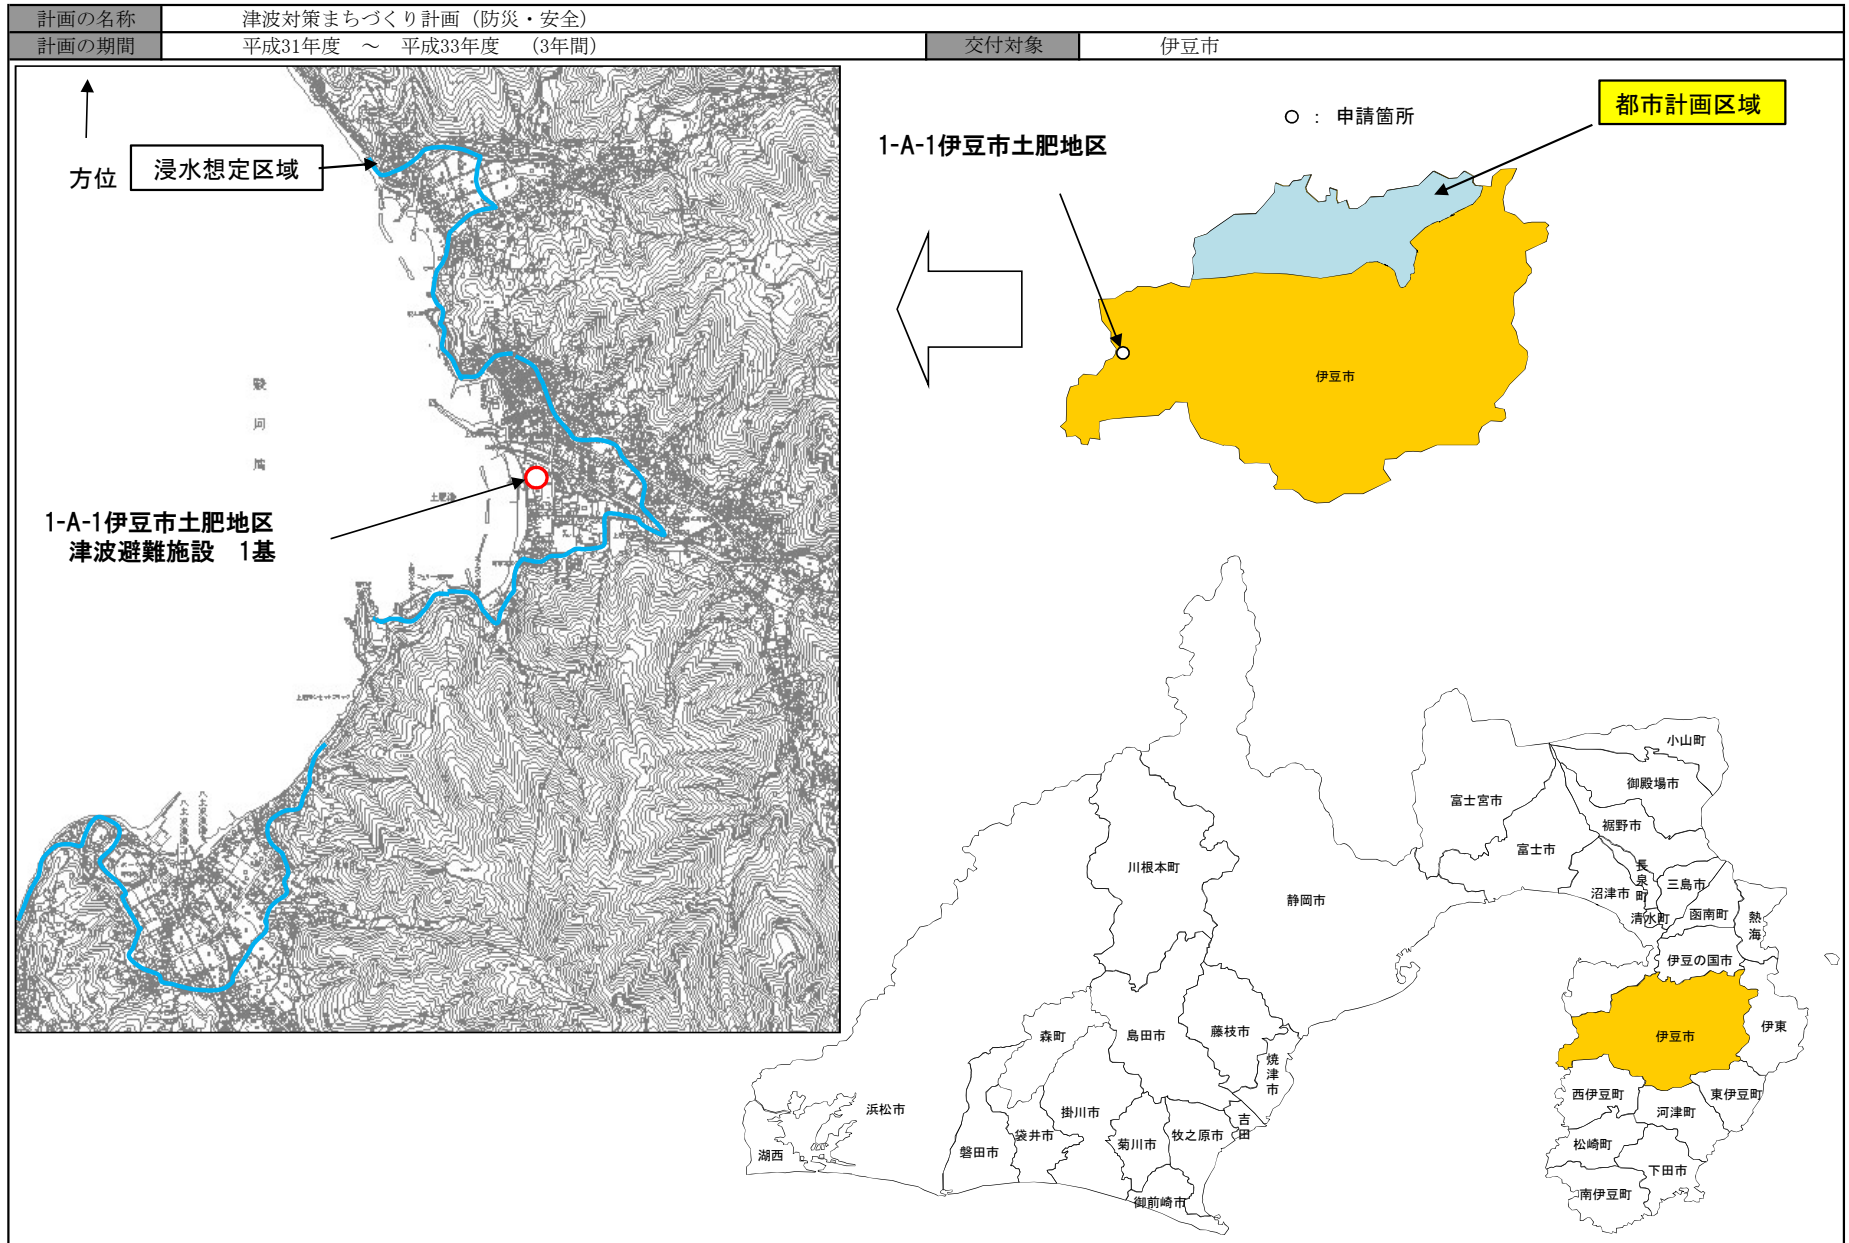 計画の名称 津波対策まちづくり計画（防災・安全）
計画の期間 平成31年度 ～ 平成33年度 （3年間） 交付対象 伊豆市
方位
浸水想定区域
駿
河
湾
1-A-1伊豆市土肥地区
津波避難施設 1基
1-A-1伊豆市土肥地区
○ ： 申請箇所
都市計画区域
伊豆市
小山町
御殿場市
富士宮市
裾野市
富士市
長泉町
三島市
沼津市
清水町
函南町
熱海
川根本町
静岡市
伊豆の国市
伊豆市
伊東
森町
島田市
藤枝市
焼津市
西伊豆町
東伊豆町
河津町
浜松市
掛川市
吉田
袋井市
菊川市
牧之原市
磐田市
湖西
松崎町
下田市
御前崎市
南伊豆町